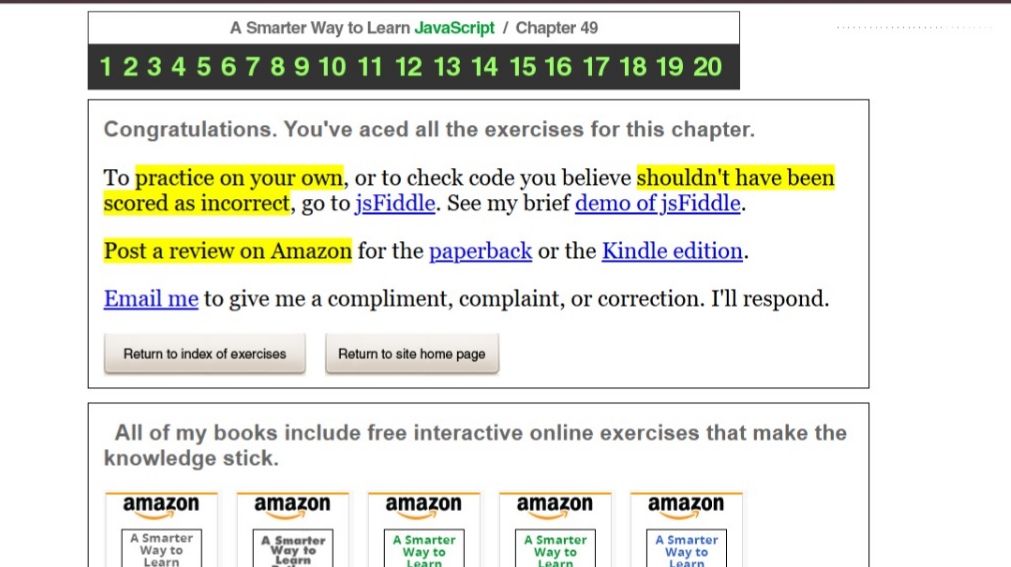 A Smarter Way to Learn JavaScript / Chapter 49
1 2 3 4 5 6 7 8 9 10 11 12 13 14 15 16 17 18 19 20
Congratulations. You've aced all the exercises for this chapter.
To practice on your own, or to check code you believe shouldn't have been
scored as incorrect, go to jsFiddle. See my brief demo of jsFiddle.
Post a review on Amazon for the paperback or the Kindle edition.
Email me to give me a compliment, complaint, or correction. I'll respond.
Return to index of exercises Return to site home page
All of my books include free interactive online exercises that make the
knowledge stick.
amazon amazon amazon amazon amazon
A Smarter A Smarter A Smarter A Smarter A Smarter
Way to Way to Way to Way to Way to
Learn Learn Learn Learn Learn